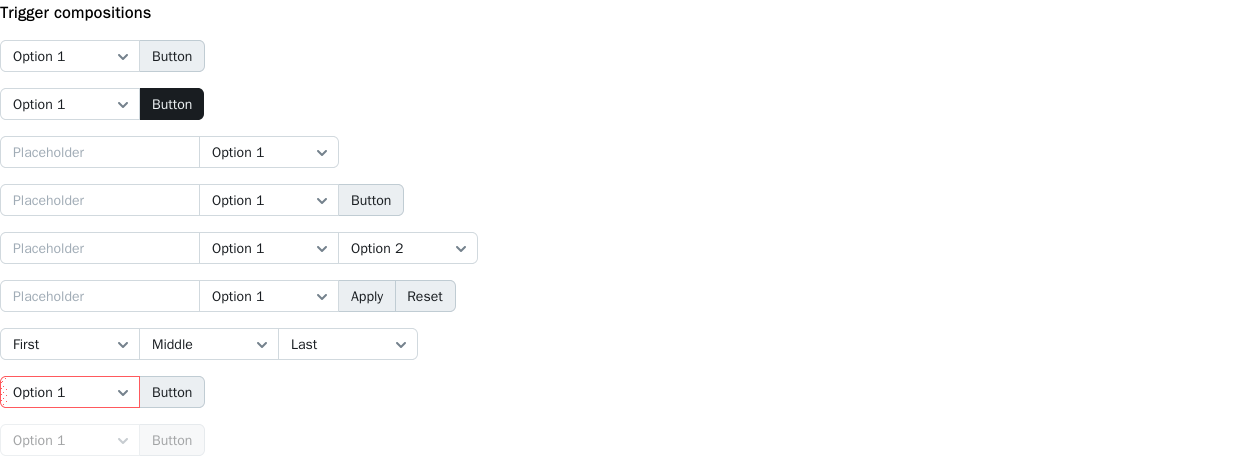 Trigger compositions
Option 1 Button
Option 1 Button
Placeholder Option 1
Placeholder Option 1 Button
Placeholder Option 1 Option 2
Placeholder Option 1 Apply Reset
First Middle Last
Option 1 Button
Option 1 Button